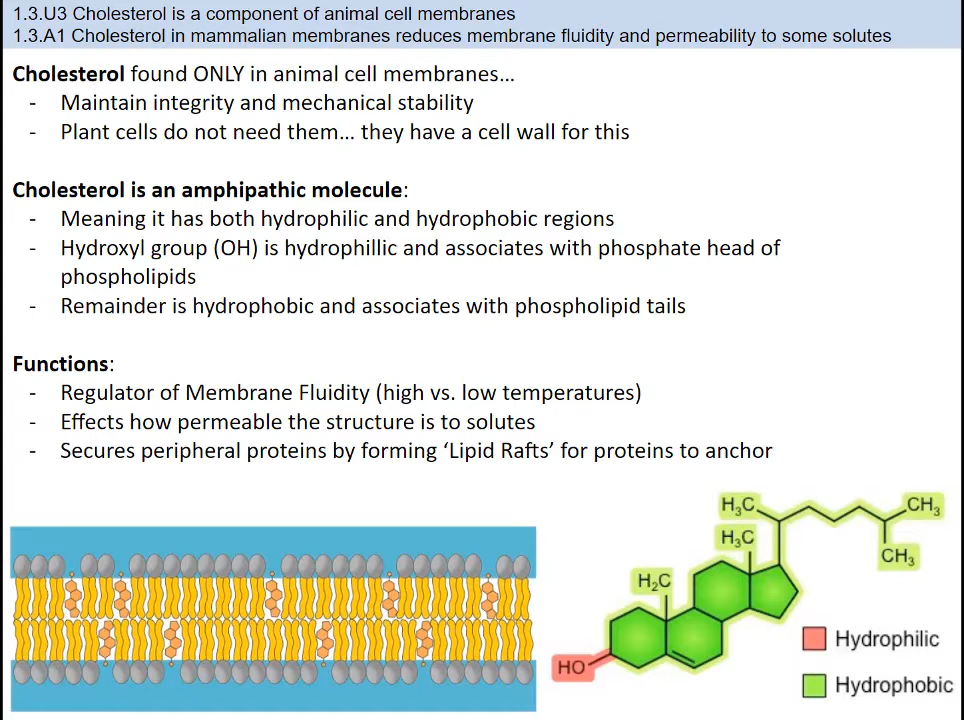 1.3.U3 Cholesterol is a component of animal cell membranes
1.3.A1 Cholesterol in mammalian membranes reduces membrane fluidity and permeability to some solutes
Cholesterol found ONLY in animal cell membranes…
- Maintain integrity and mechanical stability
- Plant cells do not need them… they have a cell wall for this
Cholesterol is an amphipathic molecule:
- Meaning it has both hydrophilic and hydrophobic regions
- Hydroxyl group (OH) is hydrophillic and associates with phosphate head of
phospholipids
- Remainder is hydrophobic and associates with phospholipid tails
Functions:
- Regulator of Membrane Fluidity (high vs. low temperatures)
- Effects how permeable the structure is to solutes
- Secures peripheral proteins by forming ‘Lipid Rafts’ for proteins to anchor
H₃C
CH₃
H₃C
CH₃
H₂C
HO
Hydrophilic
Hydrophobic